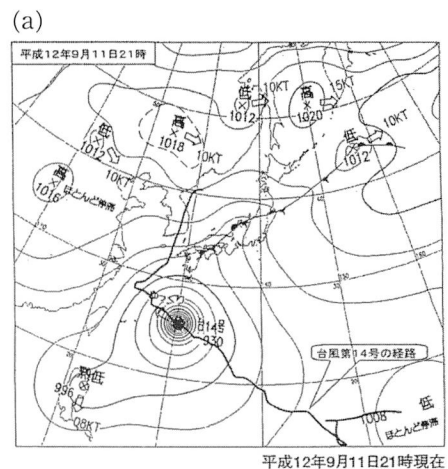 (a)
平成12年9月11日21時
低
1012
10KT
高
1020
15KT
高
1018
10KT
低
1012
10KT
低
1012
10KT
高
1016
ほとんど停滞
台14号
930
台風第14号の経路
熱低
996
08KT
低
1008
ほとんど停滞
平成12年9月11日21時現在